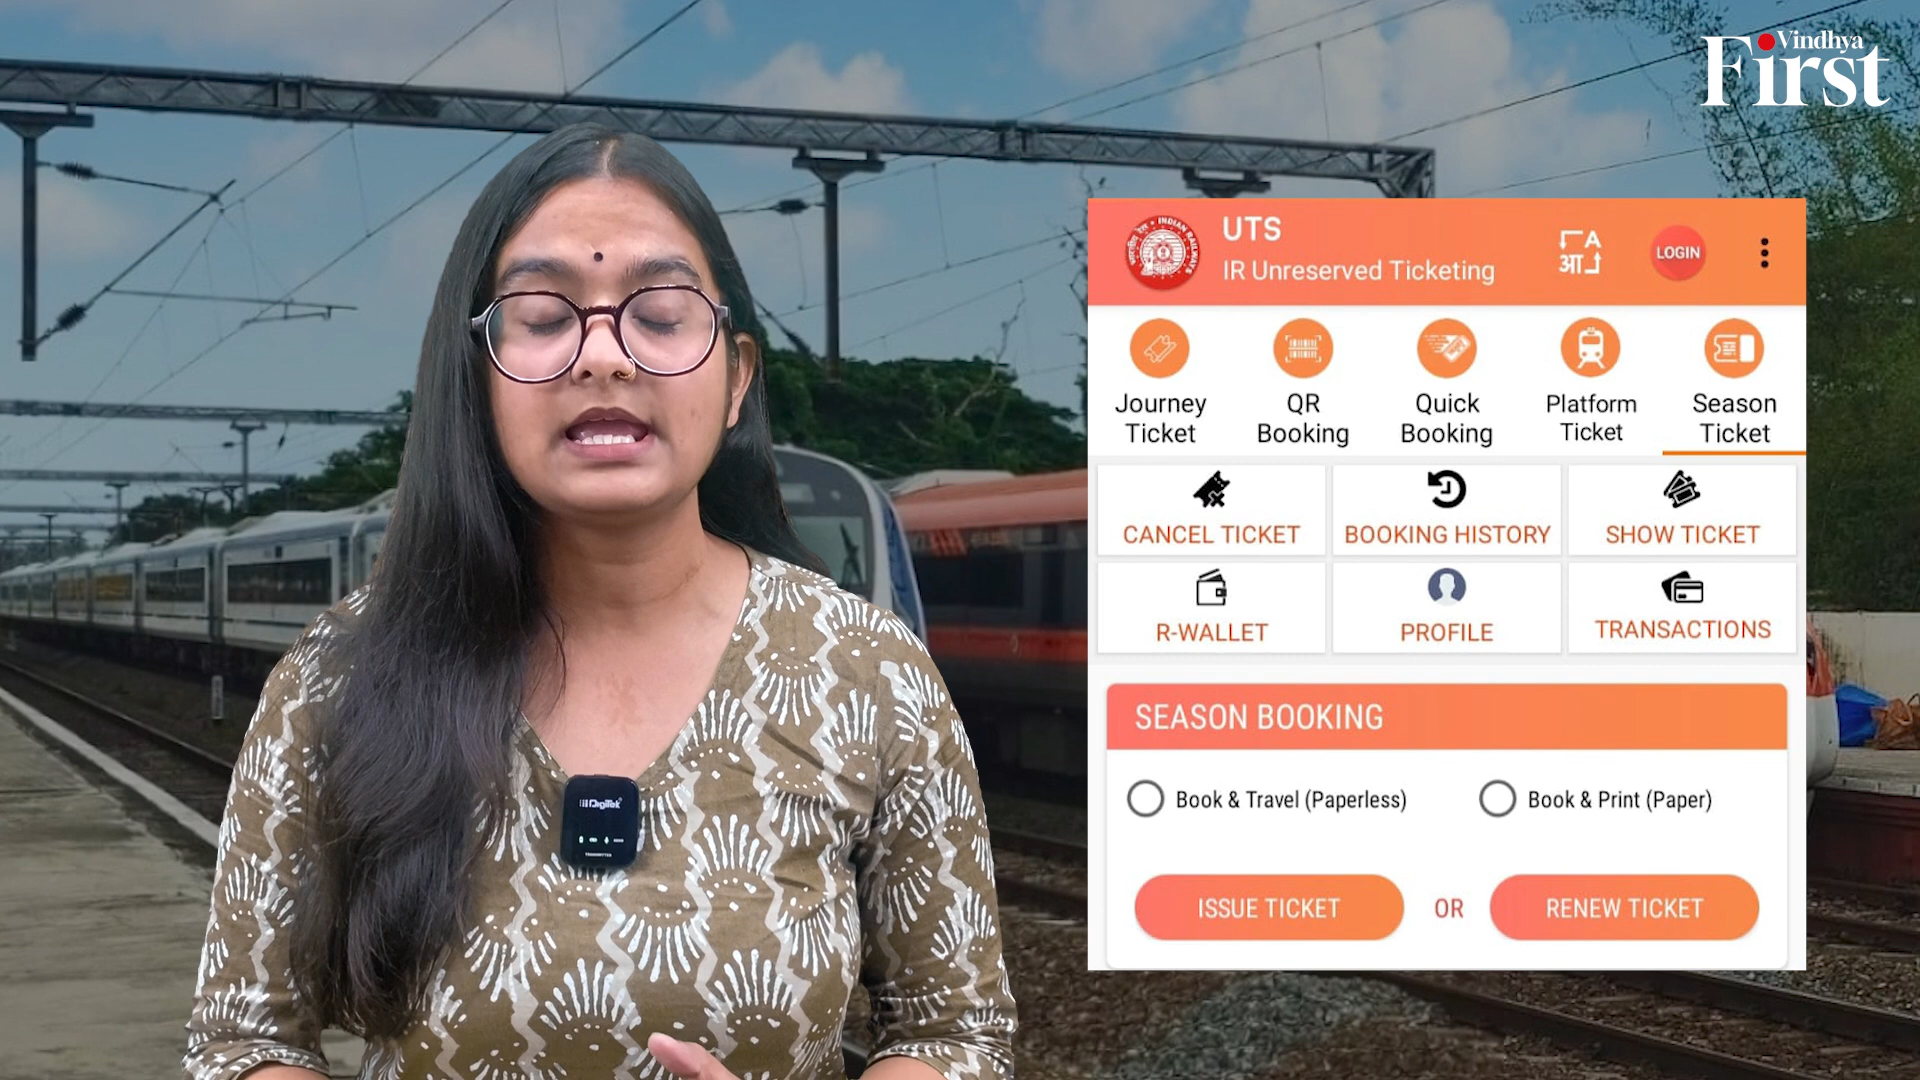 Vindhya
First
UTS
IR Unreserved Ticketing
A
आ
LOGIN
Journey Ticket
QR Booking
Quick Booking
Platform Ticket
Season Ticket
CANCEL TICKET
BOOKING HISTORY
SHOW TICKET
R-WALLET
PROFILE
TRANSACTIONS
SEASON BOOKING
Book & Travel (Paperless)
Book & Print (Paper)
ISSUE TICKET
OR
RENEW TICKET
DigiTek